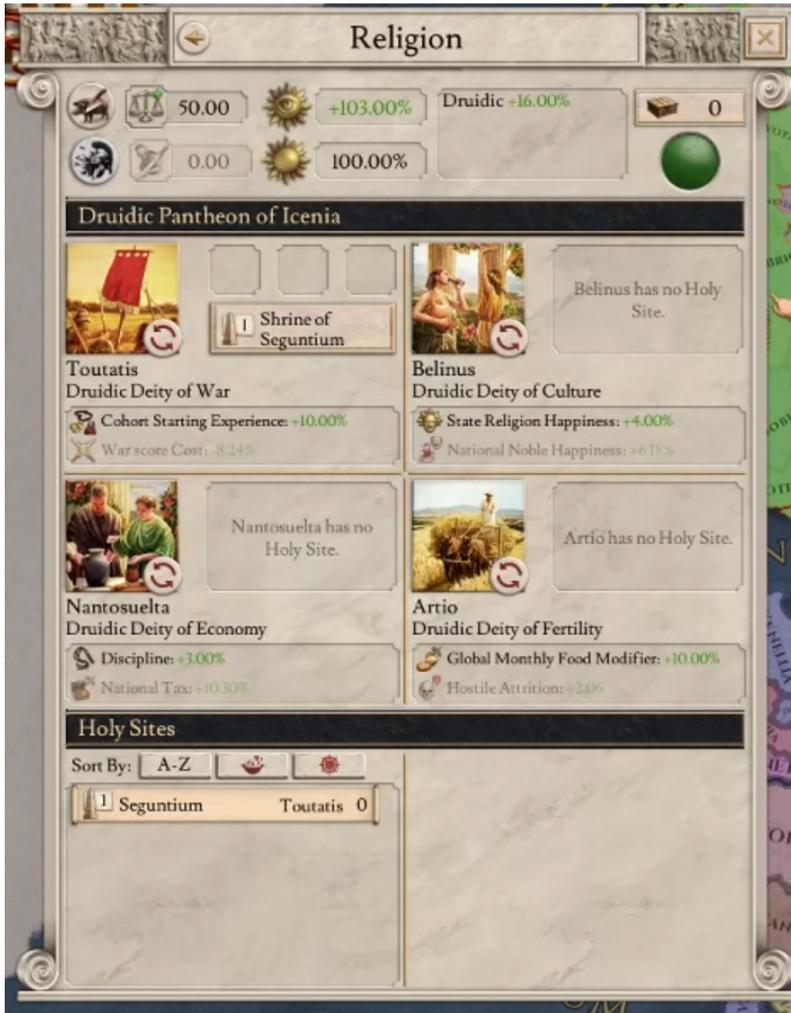 Religion
50.00
+103.00%
Druidic +16.00%
0
0.00
100.00%
Druidic Pantheon of Icenia
1
Shrine of
Seguntium
Toutatis
Druidic Deity of War
Cohort Starting Experience: +10.00%
War score Cost: -8.24%
Belinus has no Holy
Site.
Belinus
Druidic Deity of Culture
State Religion Happiness: +4.00%
National Noble Happiness: +6.18%
Nantosuelta has no
Holy Site.
Nantosuelta
Druidic Deity of Economy
Discipline: +3.00%
National Tax: +10.30%
Artio has no Holy Site.
Artio
Druidic Deity of Fertility
Global Monthly Food Modifier: +10.00%
Hostile Attrition: +2.06
Holy Sites
Sort By: A-Z
1 Seguntium Toutatis 0